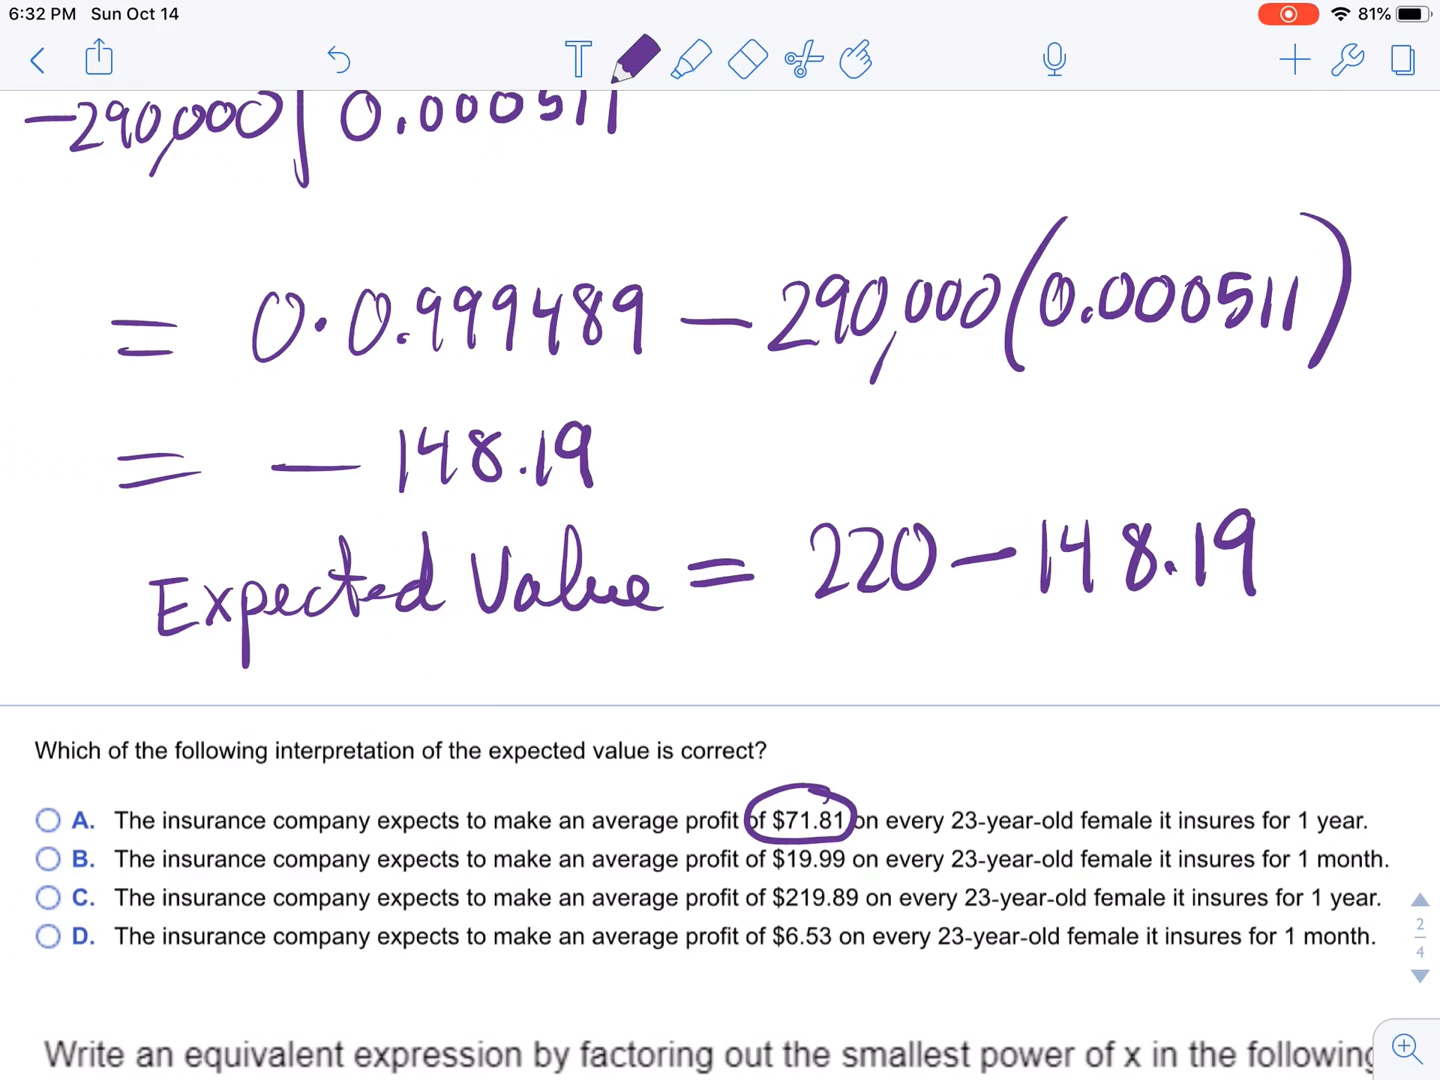 6:32 PM Sun Oct 14 81%
T
-290,000 | 0.000511
= 0 · 0.999489 - 290,000(0.000511)
= - 148.19
Expected Value = 220 - 148.19
Which of the following interpretation of the expected value is correct?
A. The insurance company expects to make an average profit of $71.81 on every 23-year-old female it insures for 1 year.
B. The insurance company expects to make an average profit of $19.99 on every 23-year-old female it insures for 1 month.
C. The insurance company expects to make an average profit of $219.89 on every 23-year-old female it insures for 1 year.
D. The insurance company expects to make an average profit of $6.53 on every 23-year-old female it insures for 1 month.
2
4
Write an equivalent expression by factoring out the smallest power of x in the following